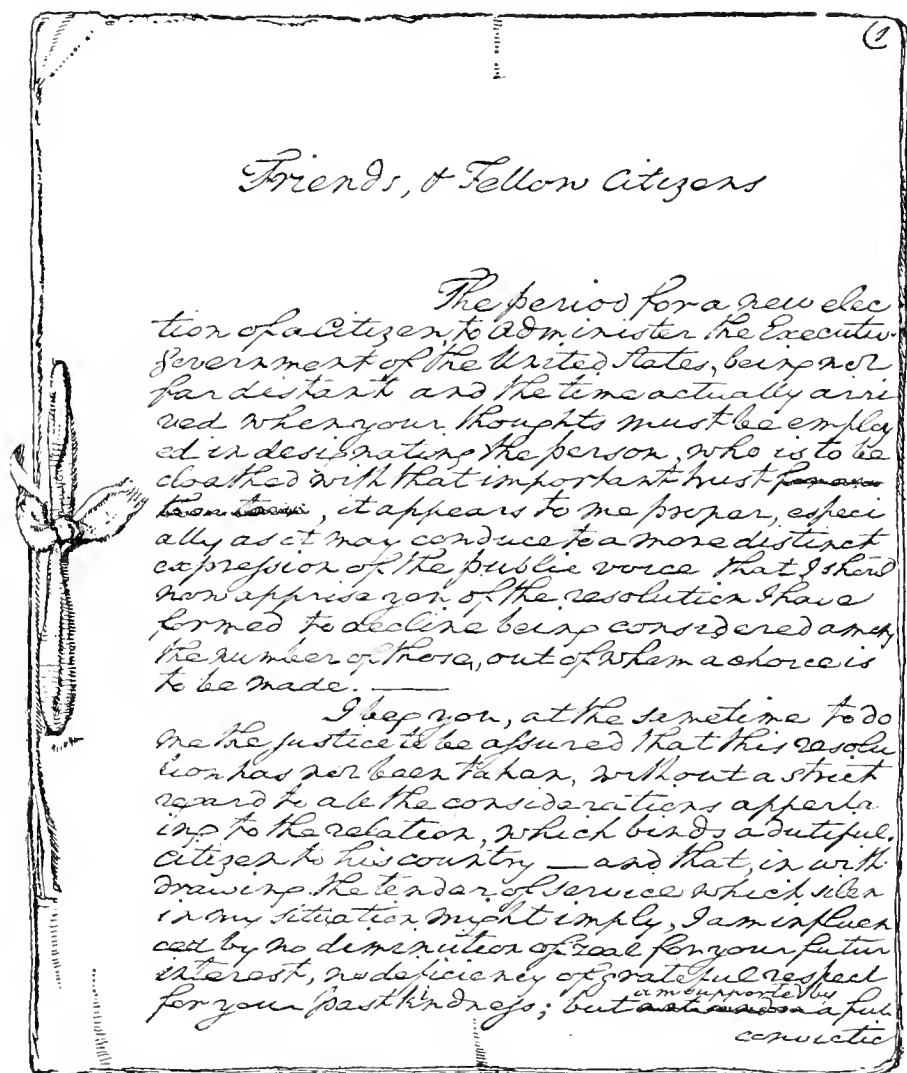 1
Friends, & Fellow Citizens
The period for a new elec
tion of a Citizen, to administer the Executiv
Government of the United States, being not
far distant and the time actually arri
ved when your thoughts must be employ
ed in designating the person, who is to be
cloathed with that important trust
, it appears to me proper, especi
ally as it may conduce to a more distinct
expression of the public voice that I should
now apprise you of the resolution I have
formed to decline being considered among
the number of those, out of whom a choice is
to be made. —
I beg you, at the sametime to do
me the justice to be assured that this resolu
tion has not been taken, without a strict
regard to all the considerations apperta
ing to the relation, which binds a dutiful
Citizen to his country — and that, in with
drawing the tender of service which silen
in my situation might imply, I am influen
ced by no diminution of zeal for your futur
interest, no deficiency of grateful respect
for your past kindness; but am supported by a full
convictio